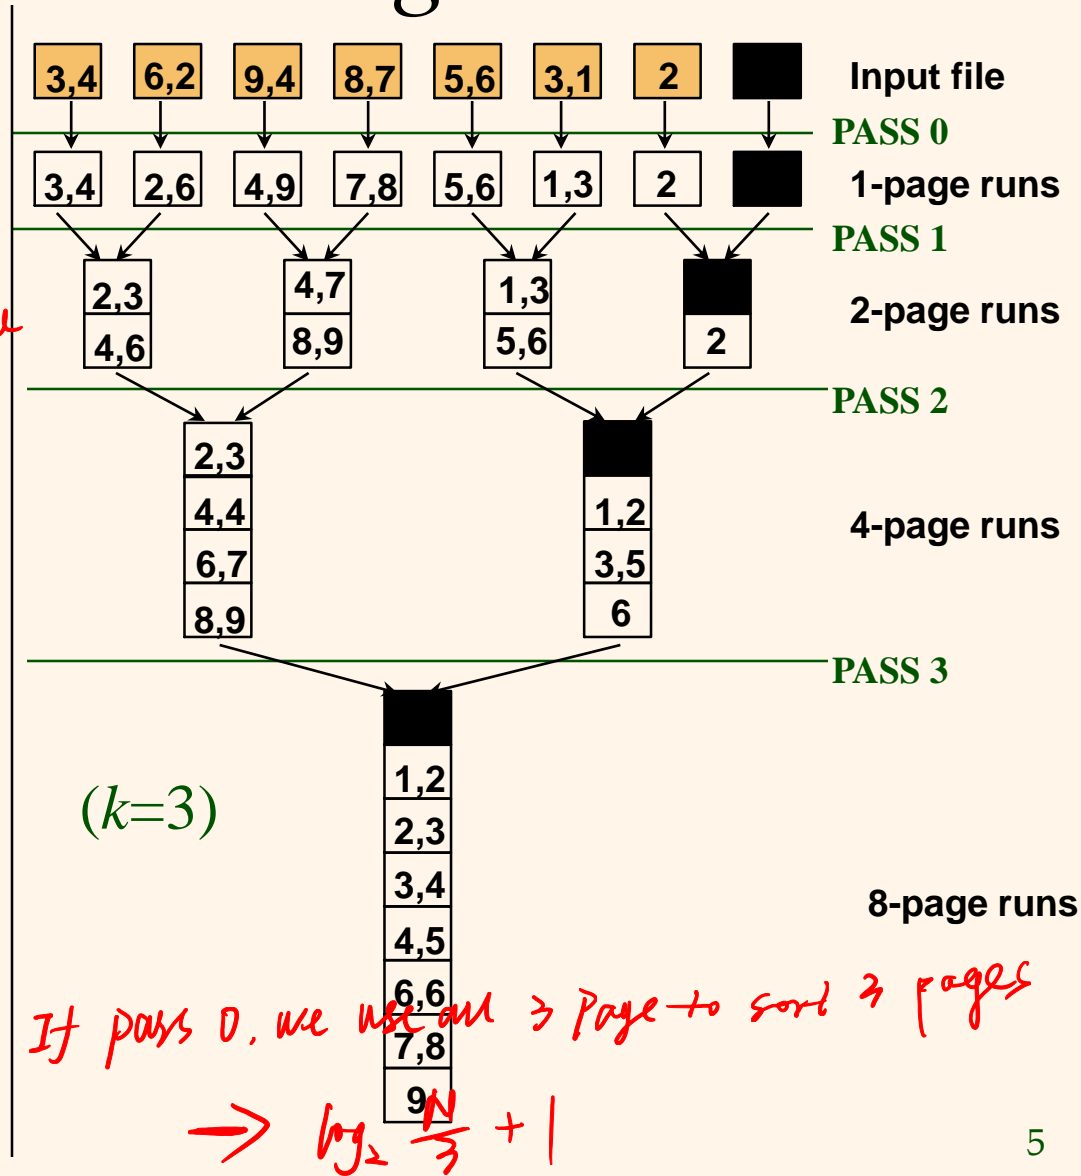 3,4 6,2 9,4 8,7 5,6 3,1 2 Input file
PASS 0
3,4 2,6 4,9 7,8 5,6 1,3 2 1-page runs
PASS 1
2,3 4,7 1,3 2-page runs
4,6 8,9 5,6 2
PASS 2
2,3
4,4 1,2 4-page runs
6,7 3,5
8,9 6
PASS 3
1,2
(k=3)
2,3
3,4
8-page runs
4,5
6,6
If pass 0, we use all 3 Page to sort 3 pages
7,8
9
→ log₂ N/3 + 1
5